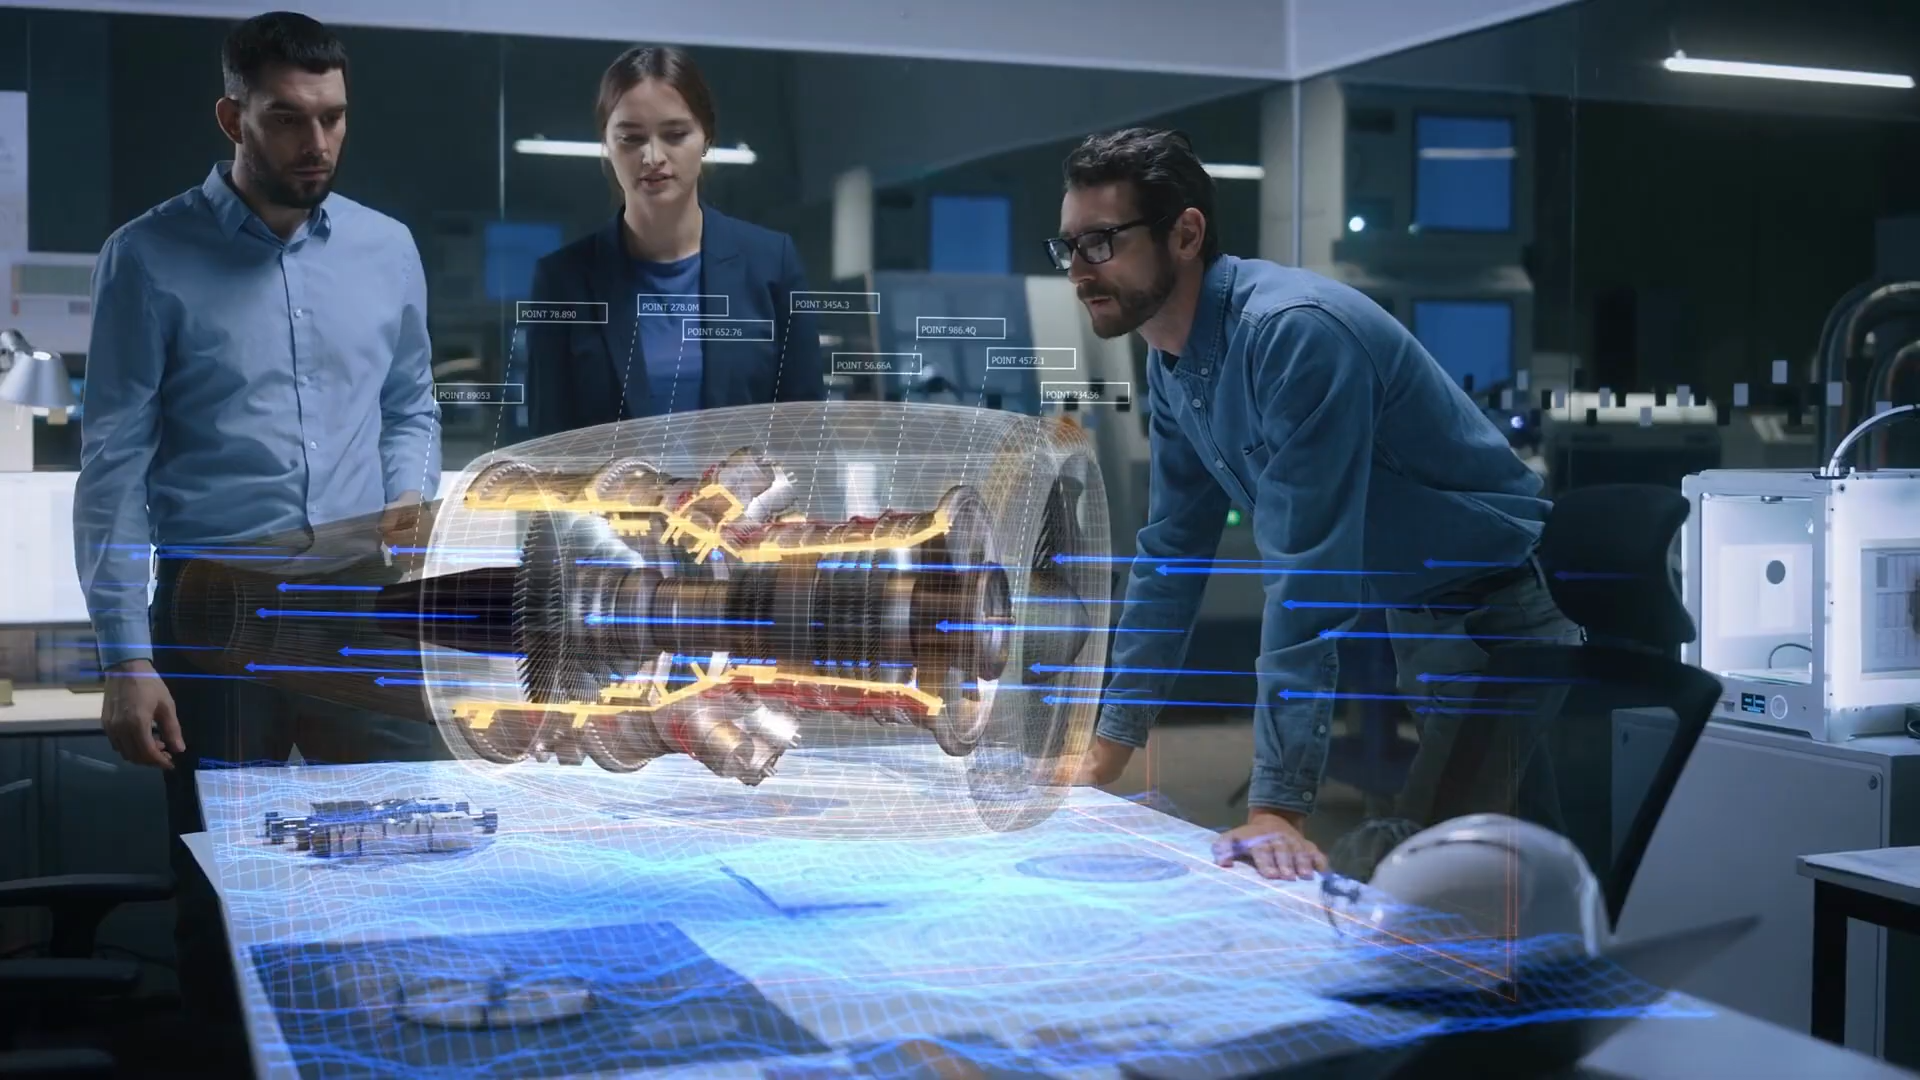 POINT 78.890
POINT 278.0M
POINT 652.76
POINT 345A.3
POINT 986.4Q
POINT 56.66A
POINT 4572.1
POINT 89053
POINT 234.56